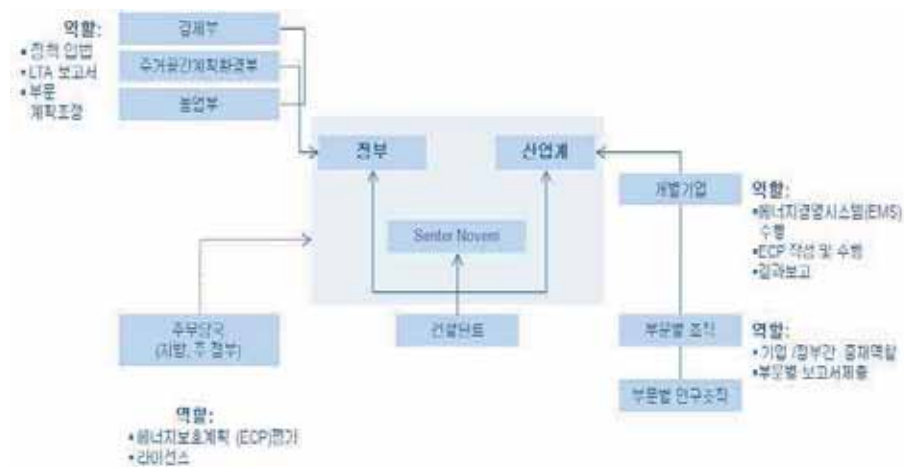 역할:
• 정책 입법
• LTA 보고서
• 부문
계획조정
경제부
주거공간계획환경부
농업부
정부
산업계
Senter Novem
개별기업
역할:
•에너지경영시스템(EMS)
수행
•ECP 작성 및 수행
•결과보고
주무당국
(지방, 주 정부)
컨설턴트
부문별 조직
역할:
• 기업 /정부간 중재역할
•부문별 보고서제출
부문별 연구조직
역할:
• 에너지보호계획 (ECP)평가
• 라이선스